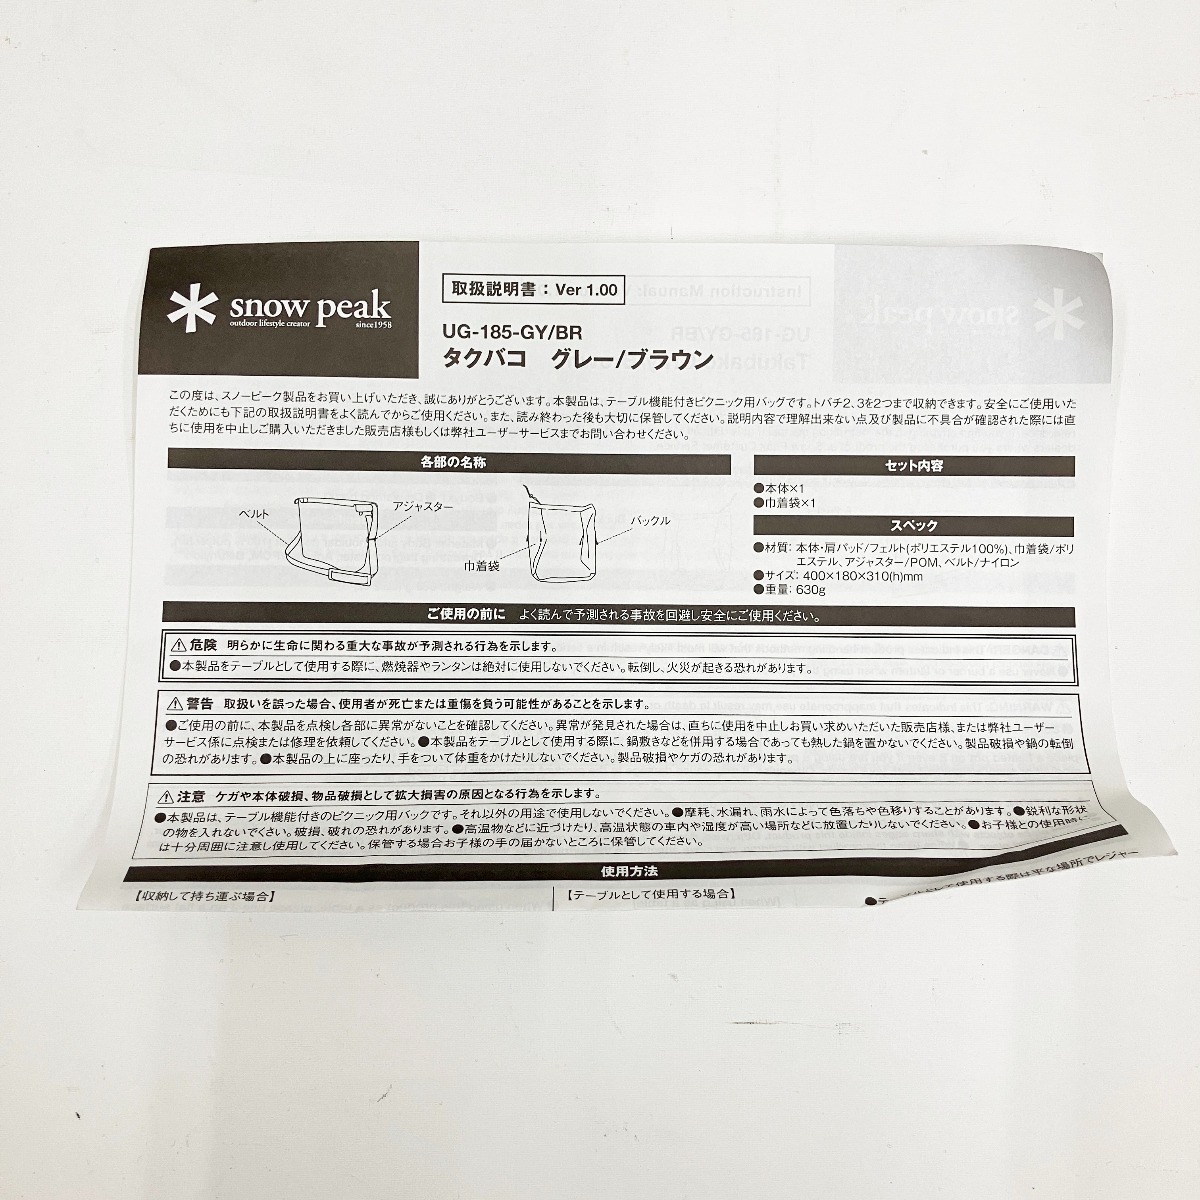 snow peak
outdoor lifestyle creator
since1958
取扱説明書：Ver 1.00
UG-185-GY/BR
タクバコ　グレー/ブラウン
この度は、スノーピーク製品をお買い上げいただき、誠にありがとうございます。本製品は、テーブル機能付きピクニック用バッグです。トバチ2、3を2つまで収納できます。安全にご使用いた
だくためにも下記の取扱説明書をよく読んでからご使用ください。また、読み終わった後も大切に保管してください。説明内容で理解出来ない点及び製品に不具合が確認された際には直
ちに使用を中止しご購入いただきました販売店様もしくは弊社ユーザーサービスまでお問い合わせください。
各部の名称
ベルト
アジャスター
巾着袋
バックル
セット内容
●本体×1
●巾着袋×1
スペック
●材質：本体・肩パッド/フェルト(ポリエステル100%)、巾着袋/ポリ
エステル、アジャスター/POM、ベルト/ナイロン
●サイズ：400×180×310(h)mm
●重量：630g
ご使用の前に　よく読んで予測される事故を回避し安全にご使用ください。
⚠危険　明らかに生命に関わる重大な事故が予測される行為を示します。
●本製品をテーブルとして使用する際に、燃焼器やランタンは絶対に使用しないでください。転倒し、火災が起きる恐れがあります。
⚠警告　取扱いを誤った場合、使用者が死亡または重傷を負う可能性があることを示します。
●ご使用の前に、本製品を点検し各部に異常がないことを確認してください。異常が発見された場合は、直ちに使用を中止しお買い求めいただいた販売店様、または弊社ユーザー
サービス係に点検または修理を依頼してください。●本製品をテーブルとして使用する際に、鍋敷きなどを併用する場合であっても熱した鍋を置かないでください。製品破損や鍋の転倒
の恐れがあります。●本製品の上に座ったり、手をついて体重をかけたりしないでください。製品破損やケガの恐れがあります。
⚠注意　ケガや本体破損、物品破損として拡大損害の原因となる行為を示します。
●本製品は、テーブル機能付きのピクニック用バックです。それ以外の用途で使用しないでください。●摩耗、水漏れ、雨水によって色落ちや色移りすることがあります。●鋭利な形状
の物を入れないでくさい。破損、破れの恐れがあります。●高温物などに近づけたり、高温状態の車内や湿度が高い場所などに放置したりしないでください。●お子様との使用
は十分周囲に注意し使用してください。保管する場合お子様の手の届かないところに保管してください。
使用方法
【収納して持ち運ぶ場合】
【テーブルとして使用する場合】
として使用する際は平な場所でレジャー